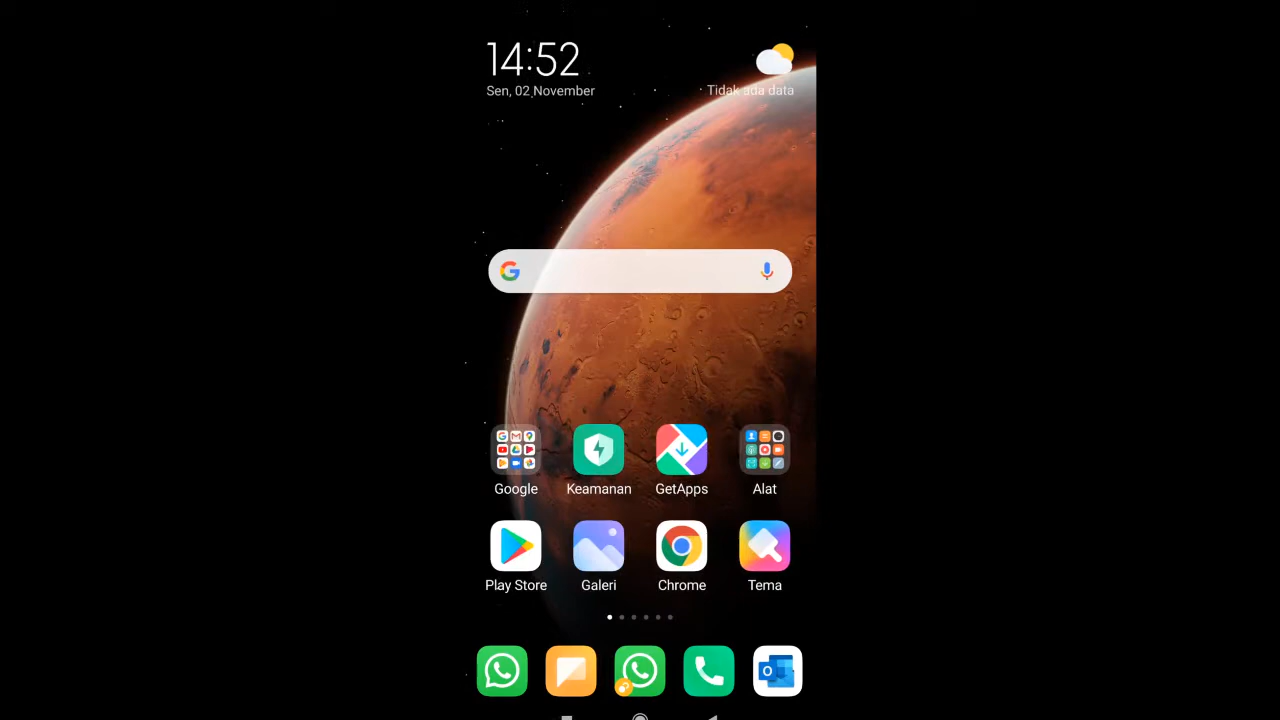 14:52
Sen, 02 November
Tidak ada data
Google
Keamanan
GetApps
Alat
Play Store
Galeri
Chrome
Tema